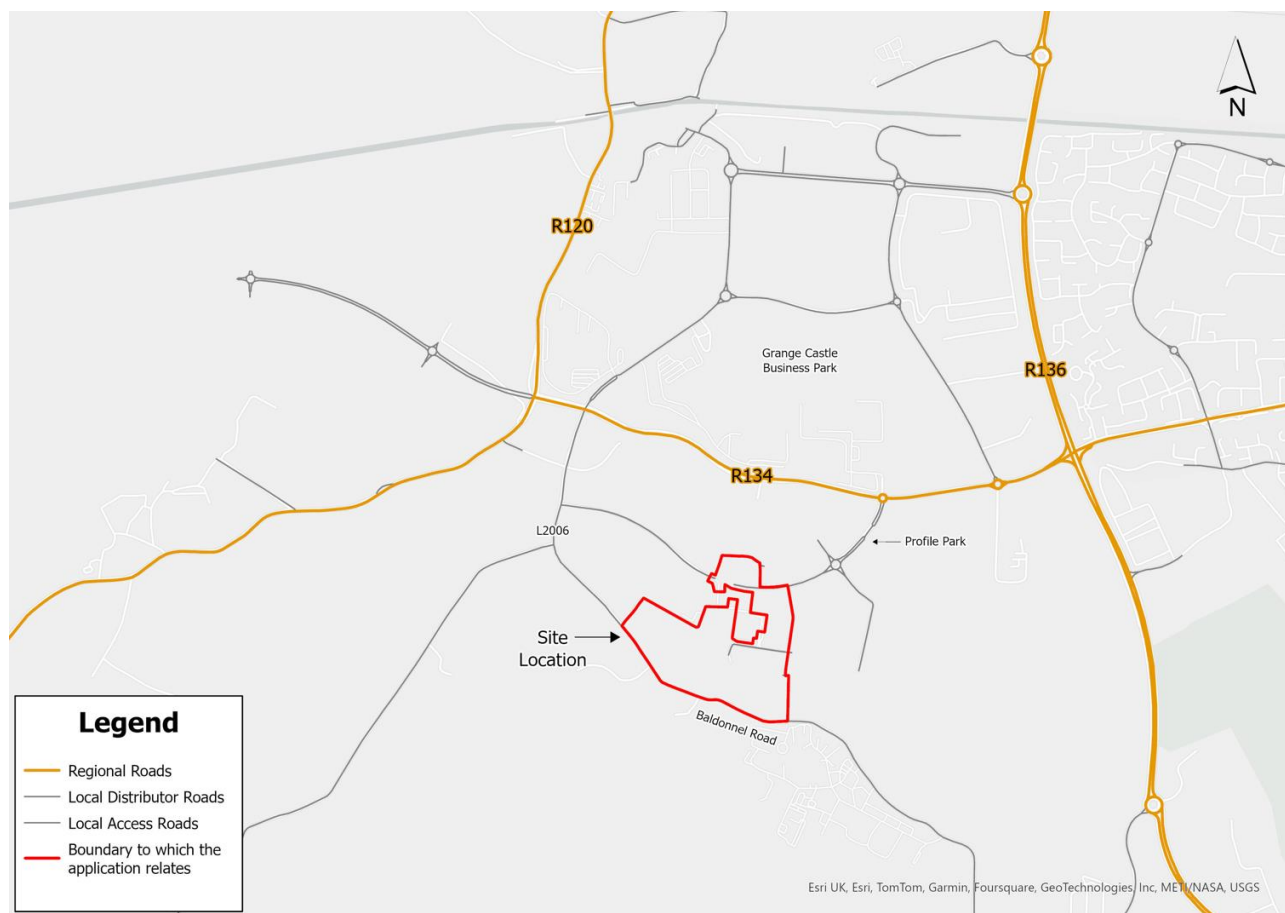 N
R120
R136
Grange Castle
Business Park
R134
L2006
Profile Park
Site
Location
Baldonnel Road
Legend
Regional Roads
Local Distributor Roads
Local Access Roads
Boundary to which the
application relates
Esri UK, Esri, TomTom, Garmin, Foursquare, GeoTechnologies, Inc, METI/NASA, USGS